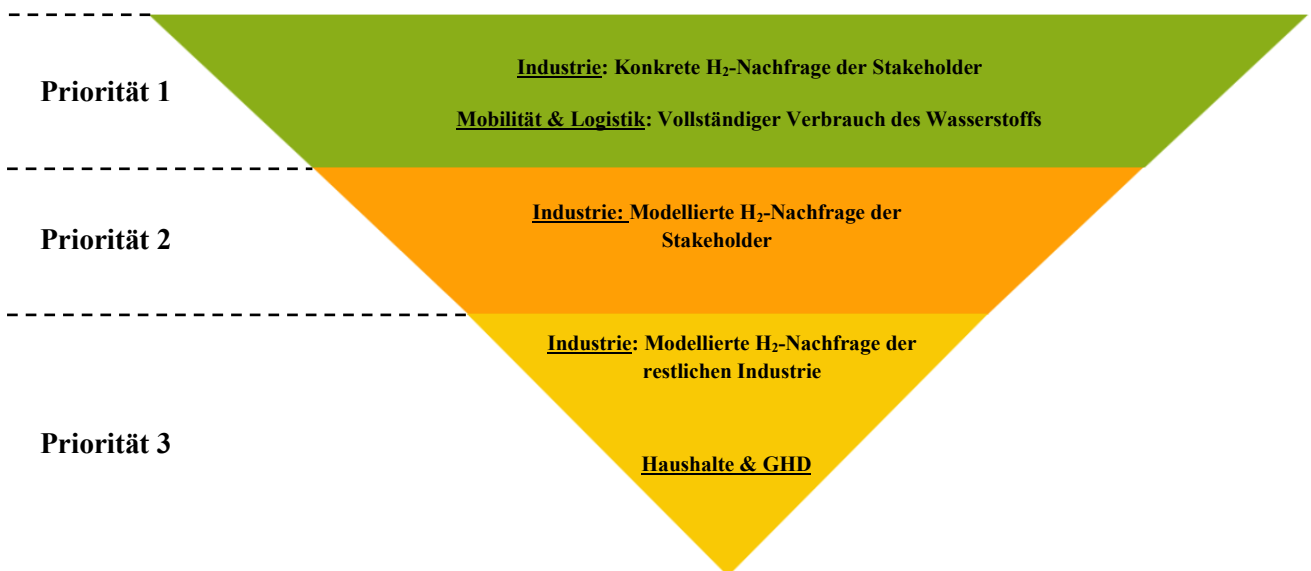 Priorität 1
Industrie: Konkrete H₂-Nachfrage der Stakeholder
Mobilität & Logistik: Vollständiger Verbrauch des Wasserstoffs
Priorität 2
Industrie: Modellierte H₂-Nachfrage der
Stakeholder
Priorität 3
Industrie: Modellierte H₂-Nachfrage der
restlichen Industrie
Haushalte & GHD